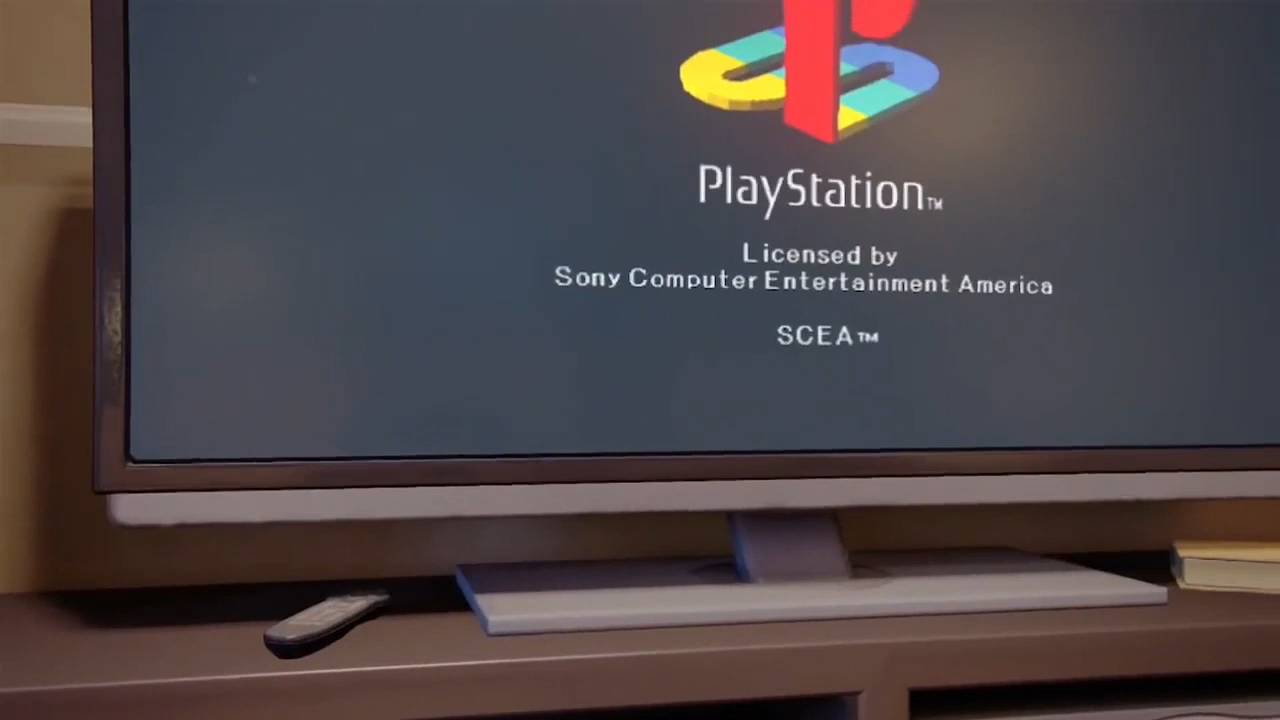 PlayStation™
Licensed by
Sony Computer Entertainment America
SCEA™